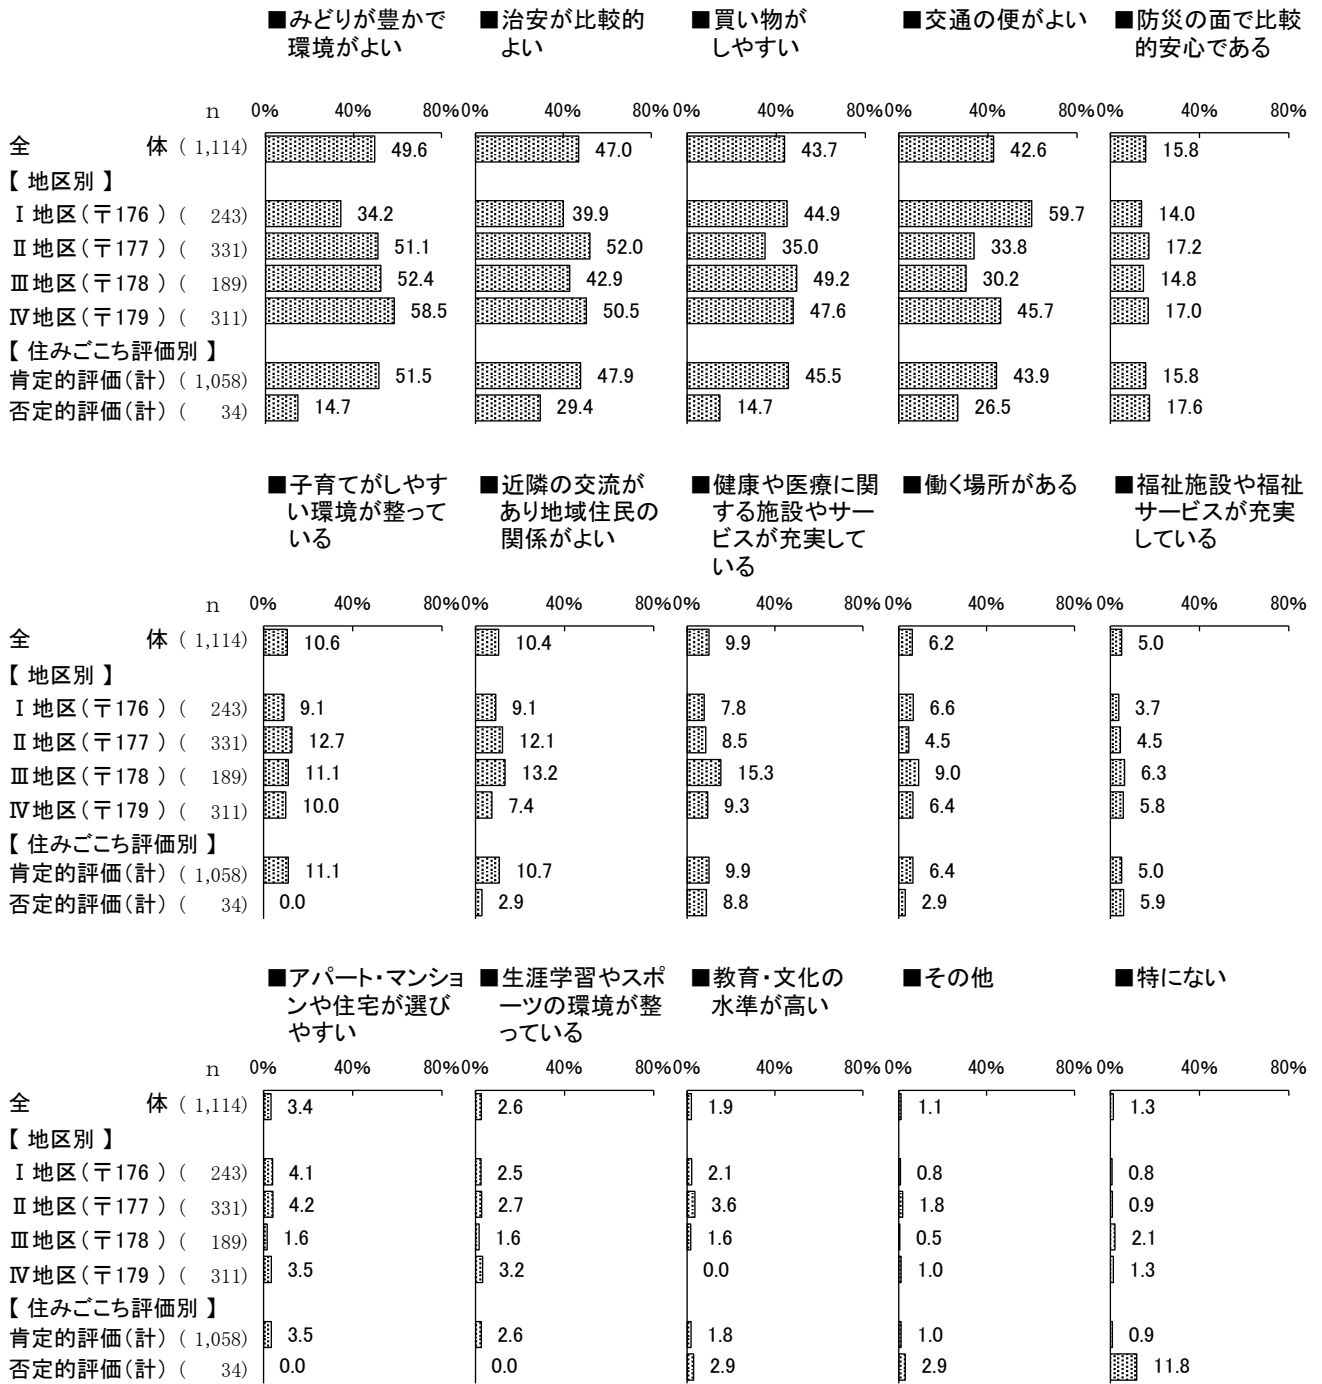 ■みどりが豊かで ■治安が比較的 ■買い物が ■交通の便がよい ■防災の面で比較
環境がよい よい しやすい 的安心である
n 0% 40% 80% 0% 40% 80% 0% 40% 80% 0% 40% 80% 0% 40% 80%
全 体 ( 1,114) 49.6 47.0 43.7 42.6 15.8
【 地区別 】
Ⅰ地区(〒176 ) ( 243) 34.2 39.9 44.9 59.7 14.0
Ⅱ地区(〒177 ) ( 331) 51.1 52.0 35.0 33.8 17.2
Ⅲ地区(〒178 ) ( 189) 52.4 42.9 49.2 30.2 14.8
Ⅳ地区(〒179 ) ( 311) 58.5 50.5 47.6 45.7 17.0
【 住みごこち評価別 】
肯定的評価(計) ( 1,058) 51.5 47.9 45.5 43.9 15.8
否定的評価(計) ( 34) 14.7 29.4 14.7 26.5 17.6
■子育てがしやす ■近隣の交流が ■健康や医療に関 ■働く場所がある ■福祉施設や福祉
い環境が整って あり地域住民の する施設やサー サービスが充実
いる 関係がよい ビスが充実して している
いる
n 0% 40% 80% 0% 40% 80% 0% 40% 80% 0% 40% 80% 0% 40% 80%
全 体 ( 1,114) 10.6 10.4 9.9 6.2 5.0
【 地区別 】
Ⅰ地区(〒176 ) ( 243) 9.1 9.1 7.8 6.6 3.7
Ⅱ地区(〒177 ) ( 331) 12.7 12.1 8.5 4.5 4.5
Ⅲ地区(〒178 ) ( 189) 11.1 13.2 15.3 9.0 6.3
Ⅳ地区(〒179 ) ( 311) 10.0 7.4 9.3 6.4 5.8
【 住みごこち評価別 】
肯定的評価(計) ( 1,058) 11.1 10.7 9.9 6.4 5.0
否定的評価(計) ( 34) 0.0 2.9 8.8 2.9 5.9
■アパート・マンショ ■生涯学習やスポ ■教育・文化の ■その他 ■特にない
ンや住宅が選び ーツの環境が整 水準が高い
やすい っている
n 0% 40% 80% 0% 40% 80% 0% 40% 80% 0% 40% 80% 0% 40% 80%
全 体 ( 1,114) 3.4 2.6 1.9 1.1 1.3
【 地区別 】
Ⅰ地区(〒176 ) ( 243) 4.1 2.5 2.1 0.8 0.8
Ⅱ地区(〒177 ) ( 331) 4.2 2.7 3.6 1.8 0.9
Ⅲ地区(〒178 ) ( 189) 1.6 1.6 1.6 0.5 2.1
Ⅳ地区(〒179 ) ( 311) 3.5 3.2 0.0 1.0 1.3
【 住みごこち評価別 】
肯定的評価(計) ( 1,058) 3.5 2.6 1.8 1.0 0.9
否定的評価(計) ( 34) 0.0 0.0 2.9 2.9 11.8